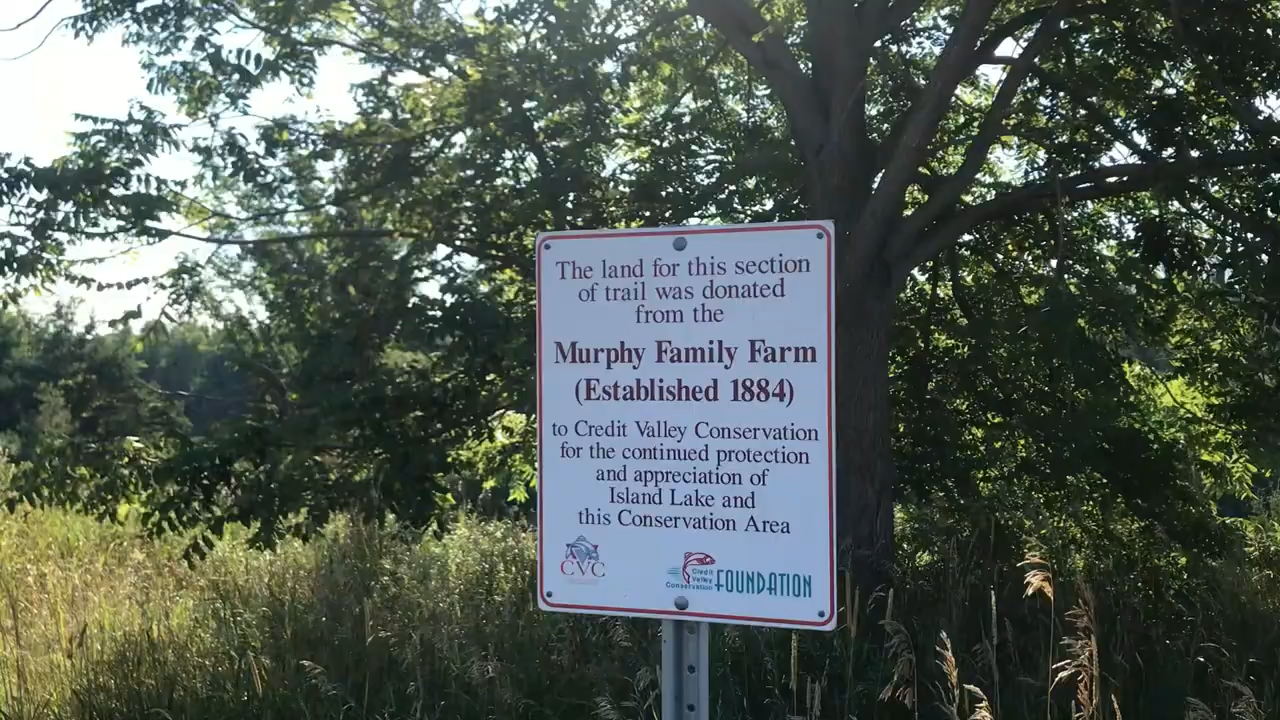 The land for this section
of trail was donated
from the
Murphy Family Farm
(Established 1884)
to Credit Valley Conservation
for the continued protection
and appreciation of
Island Lake and
this Conservation Area
CVC
Credit
Valley
Conservation
FOUNDATION